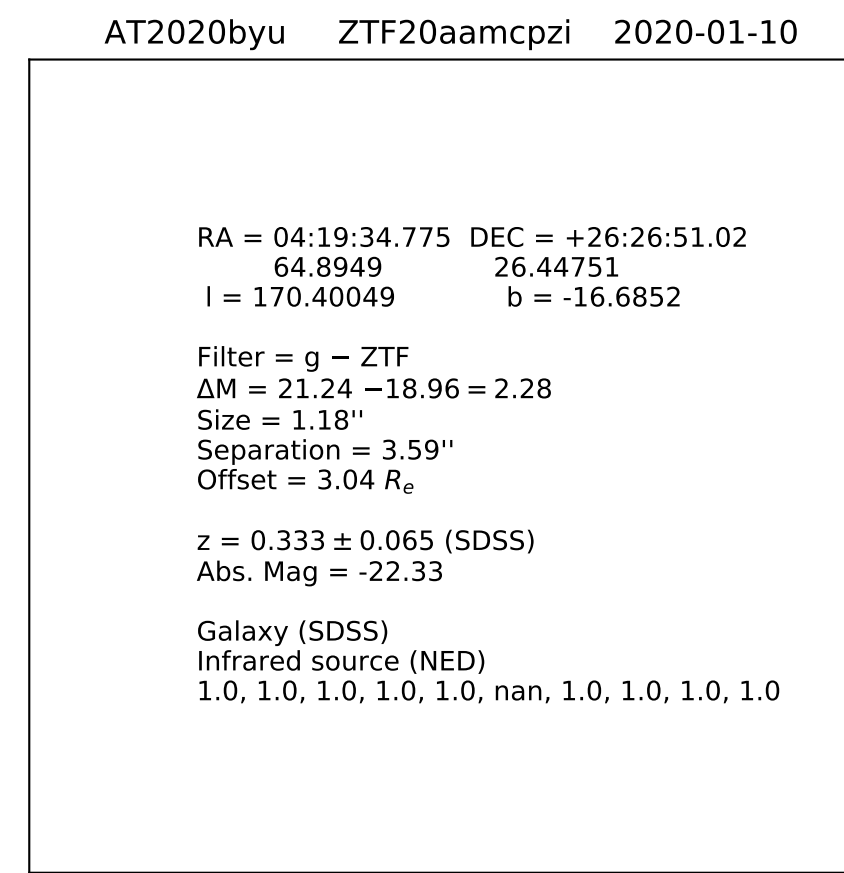 AT2020byu ZTF20aamcpzi 2020-01-10
RA = 04:19:34.775 DEC = +26:26:51.02
64.8949 26.44751
l = 170.40049 b = -16.6852
Filter = g − ZTF
ΔM = 21.24 −18.96 = 2.28
Size = 1.18''
Separation = 3.59''
Offset = 3.04 Re
z = 0.333 ± 0.065 (SDSS)
Abs. Mag = -22.33
Galaxy (SDSS)
Infrared source (NED)
1.0, 1.0, 1.0, 1.0, 1.0, nan, 1.0, 1.0, 1.0, 1.0